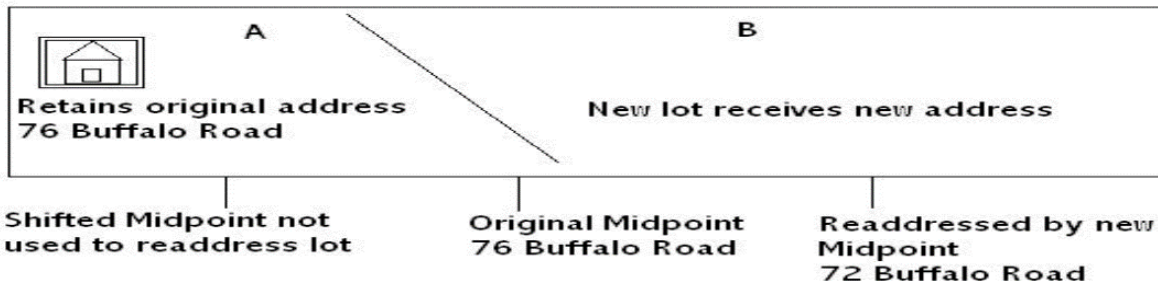 A
B
Retains original address
76 Buffalo Road
New lot receives new address
Shifted Midpoint not
used to readdress lot
Original Midpoint
76 Buffalo Road
Readdressed by new
Midpoint
72 Buffalo Road